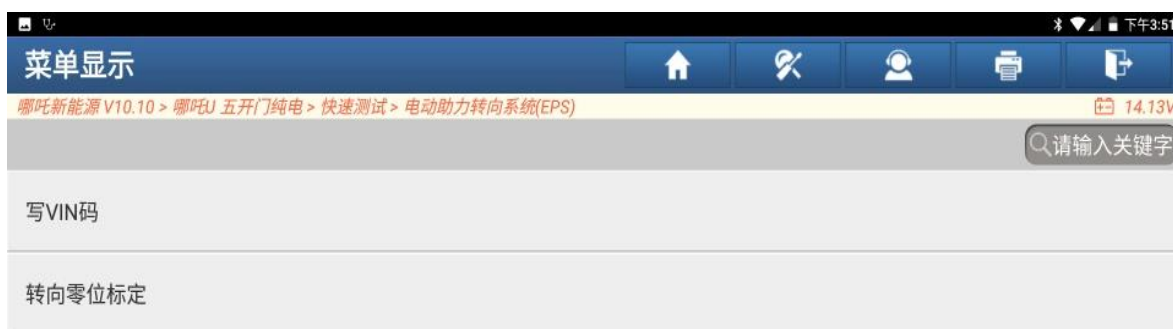 下午3:51
菜单显示
哪吒新能源 V10.10 > 哪吒U 五开门纯电 > 快速测试 > 电动助力转向系统(EPS)
14.13V
请输入关键字
写VIN码
转向零位标定